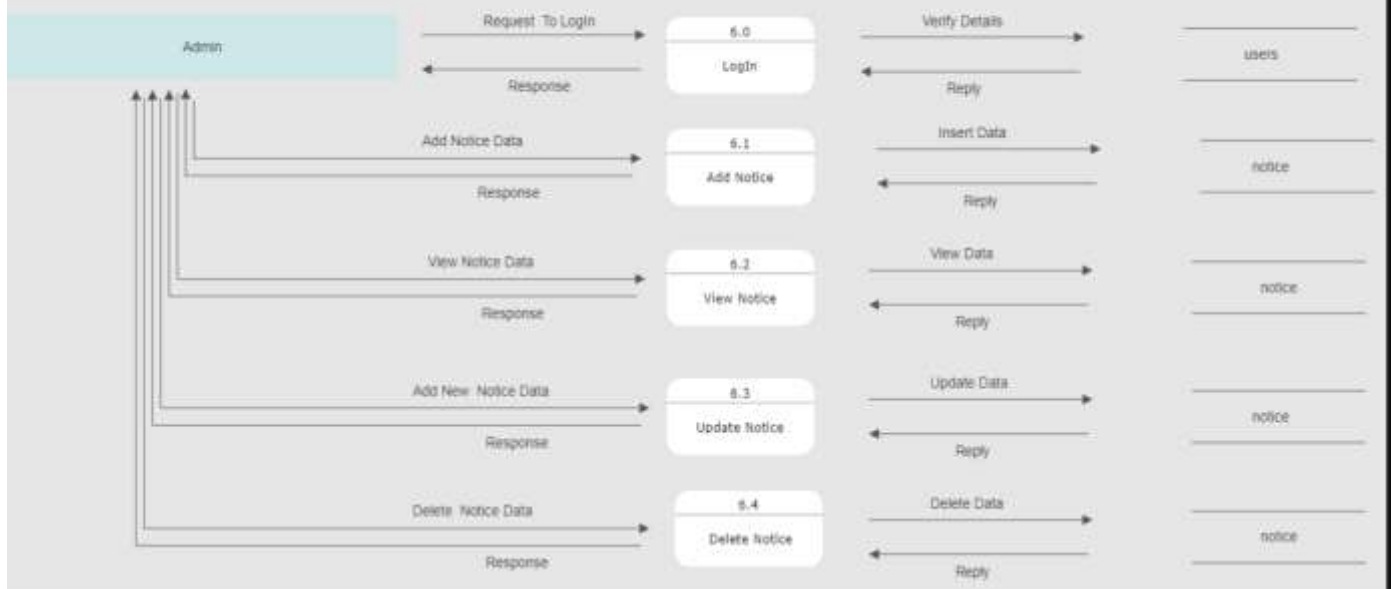 Admin
Request To LogIn
Response
6.0
LogIn
Verify Details
Reply
users
Add Notice Data
Response
6.1
Add Notice
Insert Data
Reply
notice
View Notice Data
Response
6.2
View Notice
View Data
Reply
notice
Add New Notice Data
Response
6.3
Update Notice
Update Data
Reply
notice
Delete Notice Data
Response
6.4
Delete Notice
Delete Data
Reply
notice